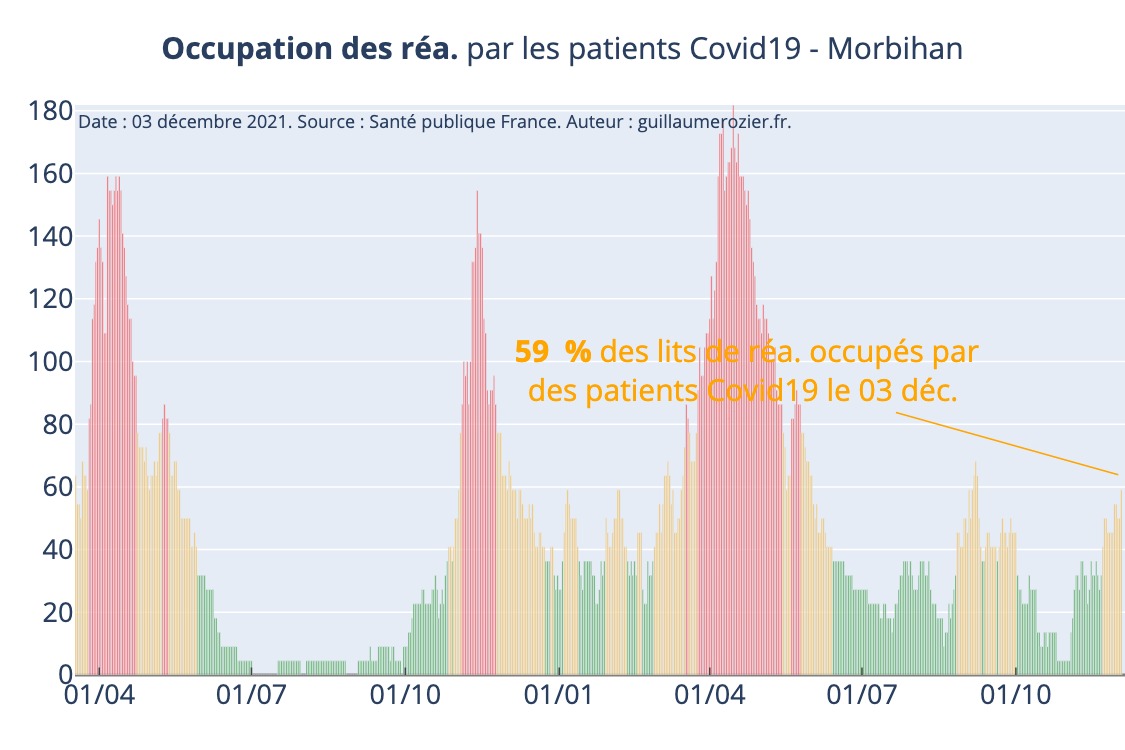 Occupation des réa. par les patients Covid19 - Morbihan
180
Date : 03 décembre 2021. Source : Santé publique France. Auteur : guillaumerozier.fr.
160
140
120
100
59 % des lits de réa. occupés par
des patients Covid19 le 03 déc.
80
60
40
20
0
01/04 01/07 01/10 01/01 01/04 01/07 01/10